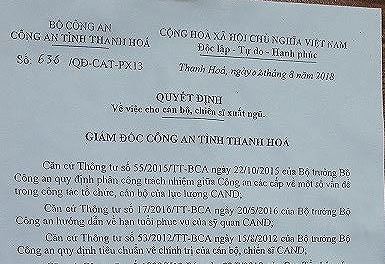 BỘ CÔNG AN
CÔNG AN TỈNH THANH HOÁ
CỘNG HOÀ XÃ HỘI CHỦ NGHĨA VIỆT NAM
Độc lập - Tự do - Hạnh phúc
Số: 636 /QĐ-CAT-PX13
Thanh Hoá, ngày 02 tháng 8 năm 2018
QUYẾT ĐỊNH
Về việc cho cán bộ, chiến sĩ xuất ngũ.
GIÁM ĐỐC CÔNG AN TỈNH THANH HOÁ
Căn cứ Thông tư số 55/2015/TT-BCA ngày 22/10/2015 của Bộ trưởng Bộ
Công an quy định phân công trách nhiệm giữa Công an các cấp về một số vấn đề
trong công tác tổ chức, cán bộ của lực lượng CAND;
Căn cứ Thông tư số 17/2016/TT-BCA ngày 20/5/2016 của Bộ trưởng Bộ
Công an hướng dẫn về hạn tuổi phục vụ của sỹ quan CAND;
Căn cứ Thông tư số 53/2012/TT-BCA ngày 15/8/2012 của Bộ trưởng Bộ
Công an quy định tiêu chuẩn về chính trị của cán bộ, chiến sĩ CAND;